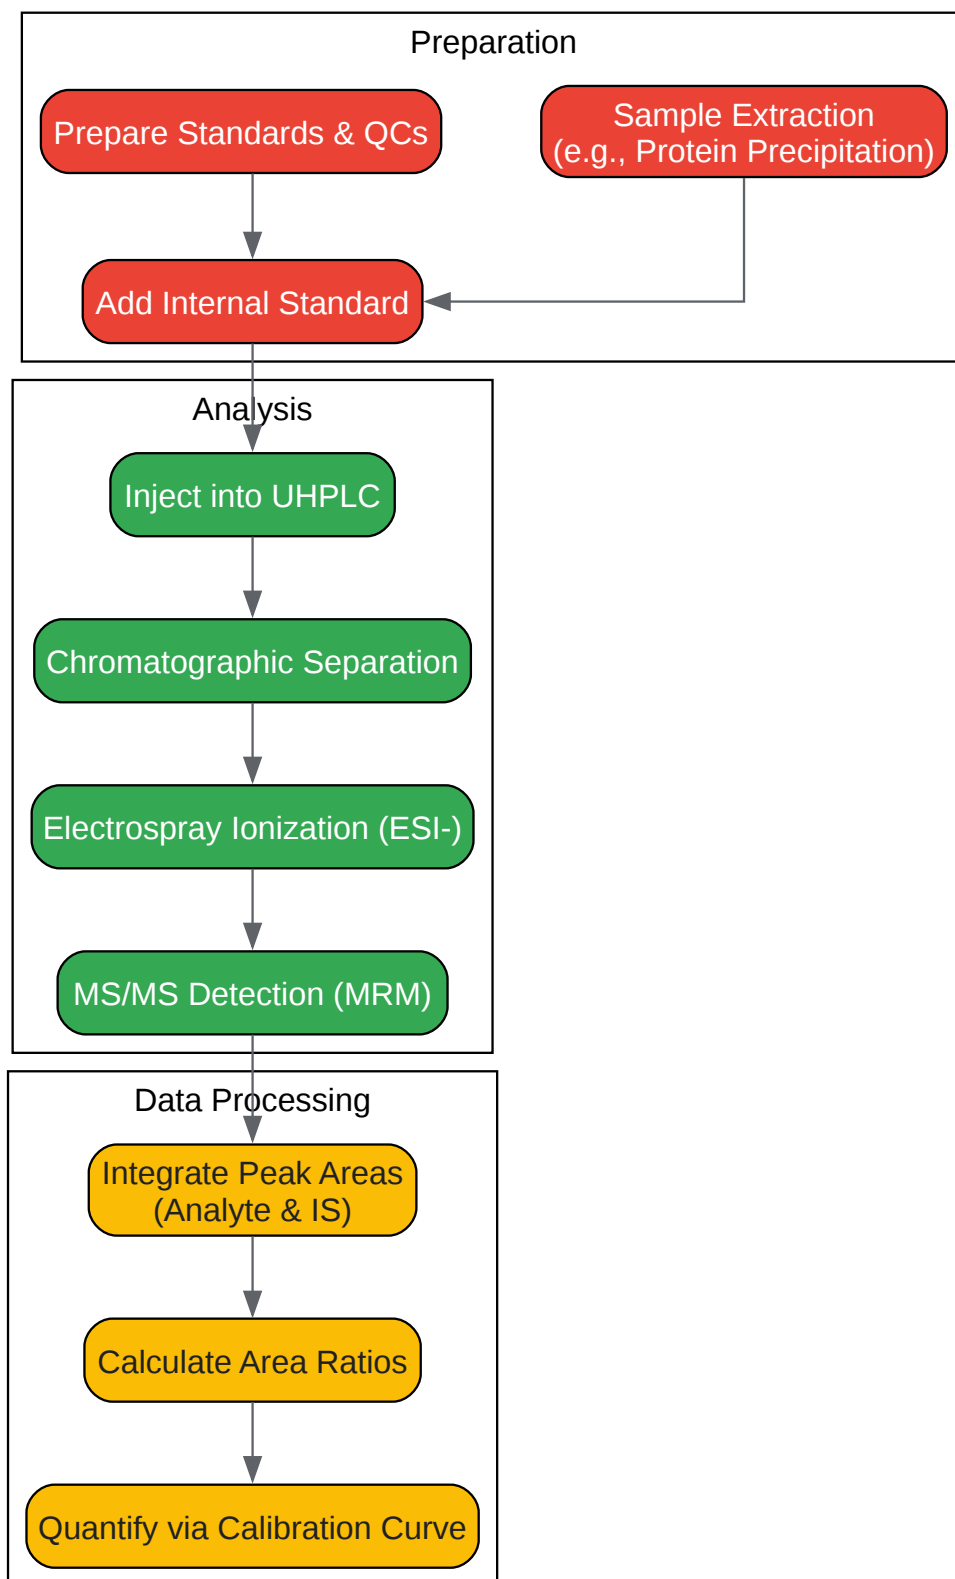 Preparation
Prepare Standards & QCs
Sample Extraction
(e.g., Protein Precipitation)
Add Internal Standard
Analysis
Inject into UHPLC
Chromatographic Separation
Electrospray Ionization (ESI-)
MS/MS Detection (MRM)
Data Processing
Integrate Peak Areas
(Analyte & IS)
Calculate Area Ratios
Quantify via Calibration Curve